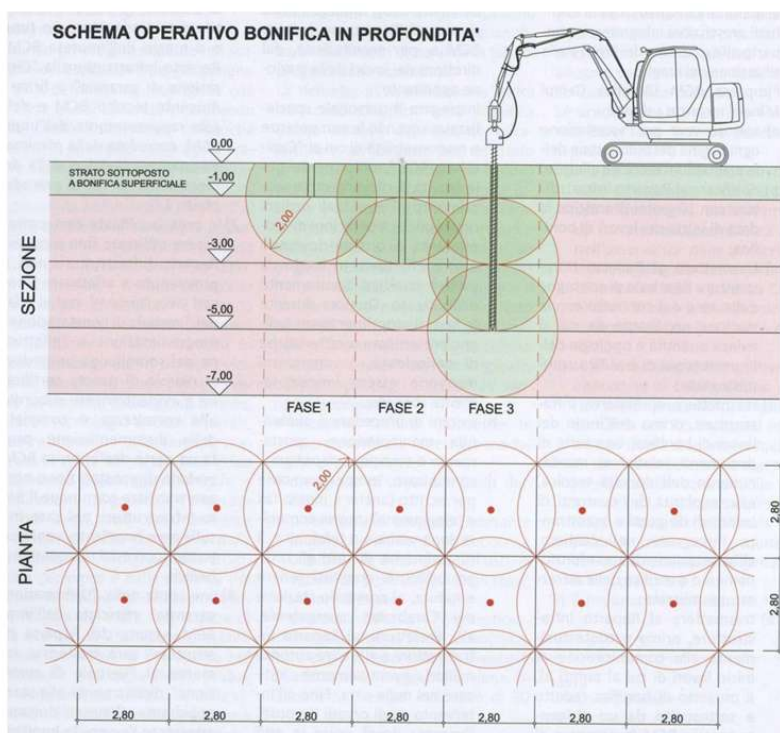 SCHEMA OPERATIVO BONIFICA IN PROFONDITA'
0,00
STRATO SOTTOPOSTO
A BONIFICA SUPERFICIALE
-1,00
2,00
-3,00
SEZIONE
-5,00
-7,00
FASE 1
FASE 2
FASE 3
2,00
PIANTA
2,80
2,80
2,80
2,80
2,80
2,80
2,80
2,80
2,80